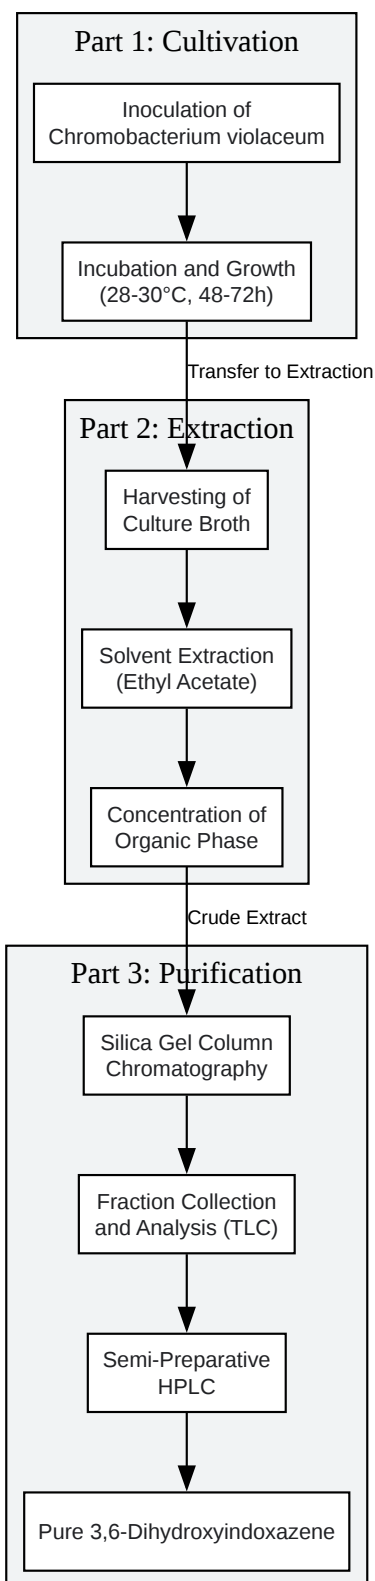 Part 1: Cultivation
Inoculation of
Chromobacterium violaceum
Incubation and Growth
(28-30°C, 48-72h)
Transfer to Extraction
Part 2: Extraction
Harvesting of
Culture Broth
Solvent Extraction
(Ethyl Acetate)
Concentration of
Organic Phase
Crude Extract
Part 3: Purification
Silica Gel Column
Chromatography
Fraction Collection
and Analysis (TLC)
Semi-Preparative
HPLC
Pure 3,6-Dihydroxyindoxazene